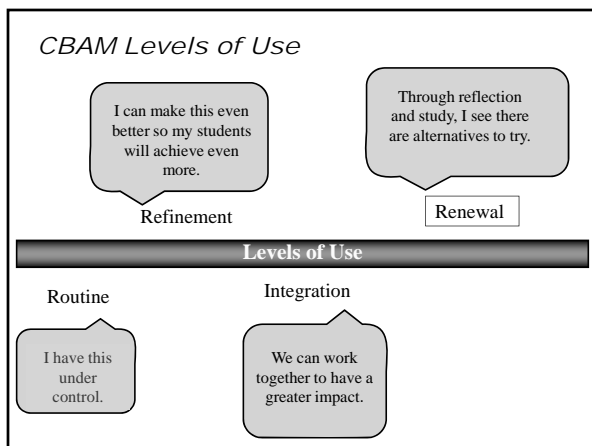 CBAM Levels of Use
I can make this even
better so my students
will achieve even
more.
Through reflection
and study, I see there
are alternatives to try.
Refinement
Renewal
Levels of Use
Routine
Integration
I have this
under
control.
We can work
together to have a
greater impact.